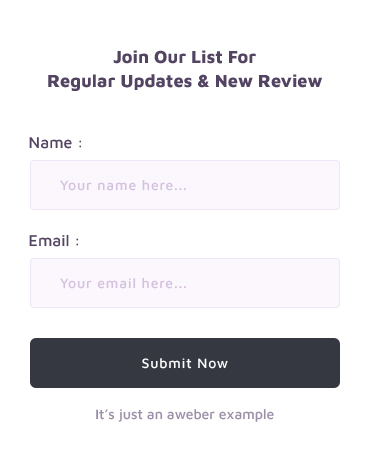 Join Our List For
Regular Updates & New Review
Name :
Your name here...
Email :
Your email here...
Submit Now
It's just an aweber example